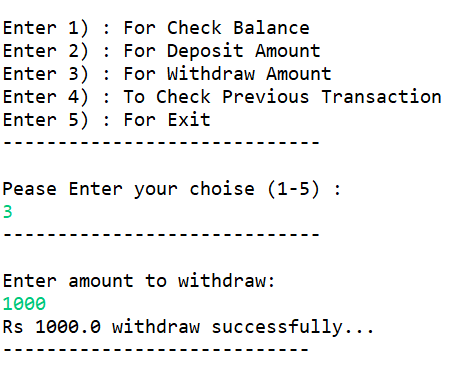 Enter 1) : For Check Balance
Enter 2) : For Deposit Amount
Enter 3) : For Withdraw Amount
Enter 4) : To Check Previous Transaction
Enter 5) : For Exit
-----------------------------
Pease Enter your choise (1-5) :
3
-----------------------------
Enter amount to withdraw:
1000
Rs 1000.0 withdraw successfully...
----------------------------